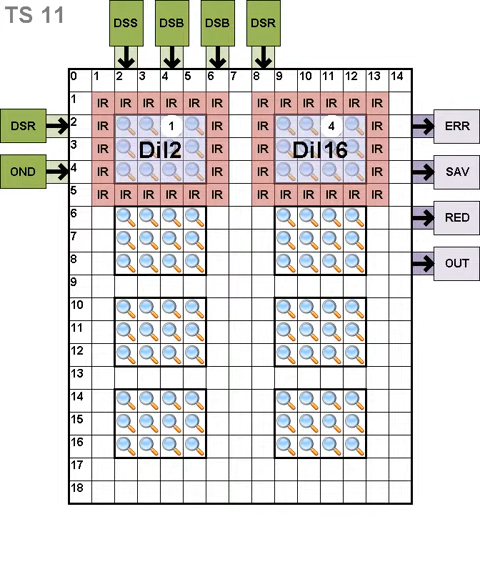 TS 11
DSS DSB DSB DSR
0 1 2 3 4 5 6 7 8 9 10 11 12 13 14
1 IR IR IR IR IR IR IR IR IR IR IR IR
DSR 2 IR 1 IR IR 4 IR ERR
3 IR Dil2 IR IR Dil16 IR
OND 4 IR IR IR IR SAV
5 IR IR IR IR IR IR IR IR IR IR IR IR
6 RED
7
8 OUT
9
10
11
12
13
14
15
16
17
18